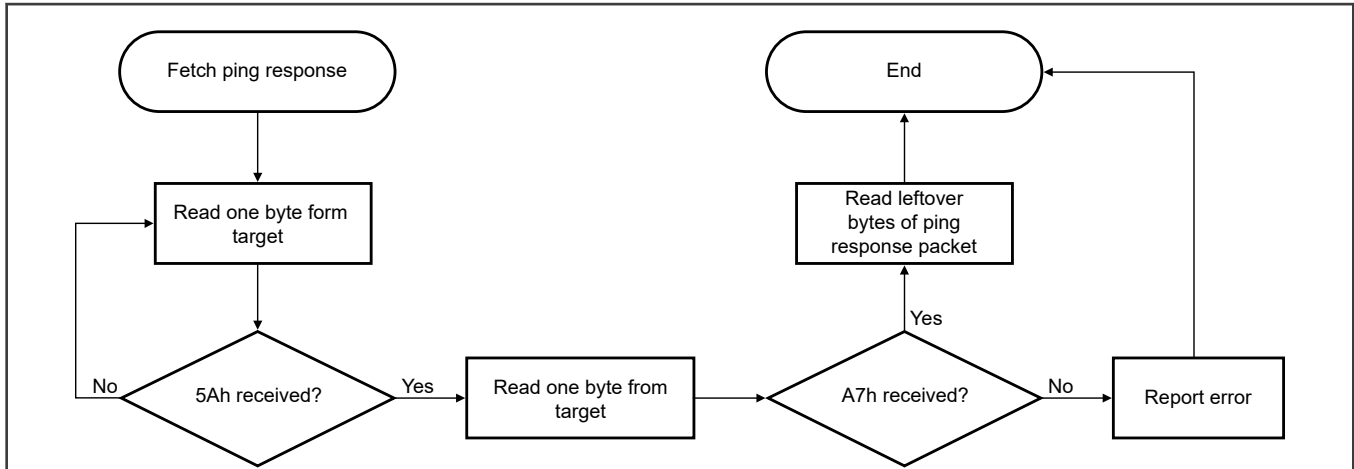 Fetch ping response
End
Read one byte form
target
Read leftover
bytes of ping
response packet
Yes
No
5Ah received?
Yes
Read one byte from
target
A7h received?
No
Report error